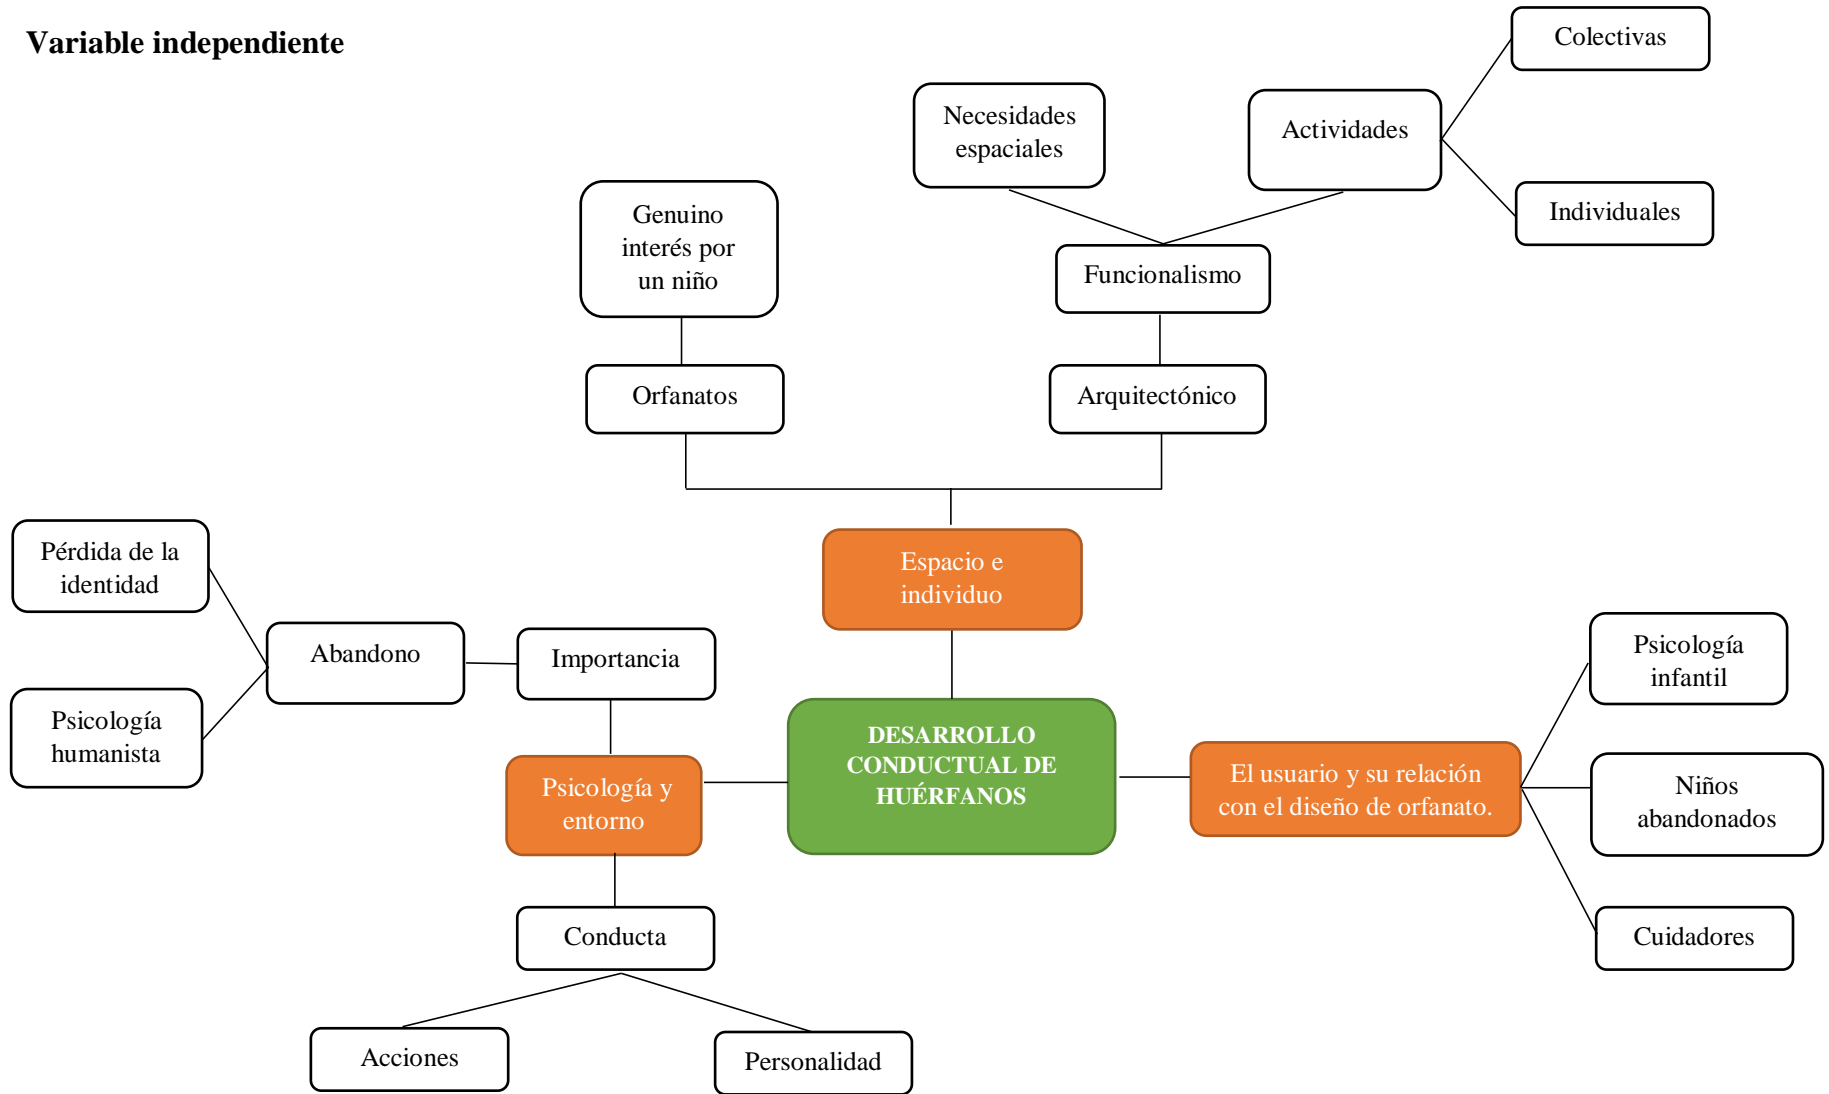 Variable independiente
Colectivas
Necesidades
espaciales
Actividades
Individuales
Genuino
interés por
un niño
Funcionalismo
Orfanatos
Arquitectónico
Espacio e
individuo
Pérdida de la
identidad
Abandono
Importancia
Psicología
humanista
Psicología y
entorno
DESARROLLO
CONDUCTUAL DE
HUÉRFANOS
El usuario y su relación
con el diseño de orfanato.
Psicología
infantil
Niños
abandonados
Cuidadores
Conducta
Acciones
Personalidad